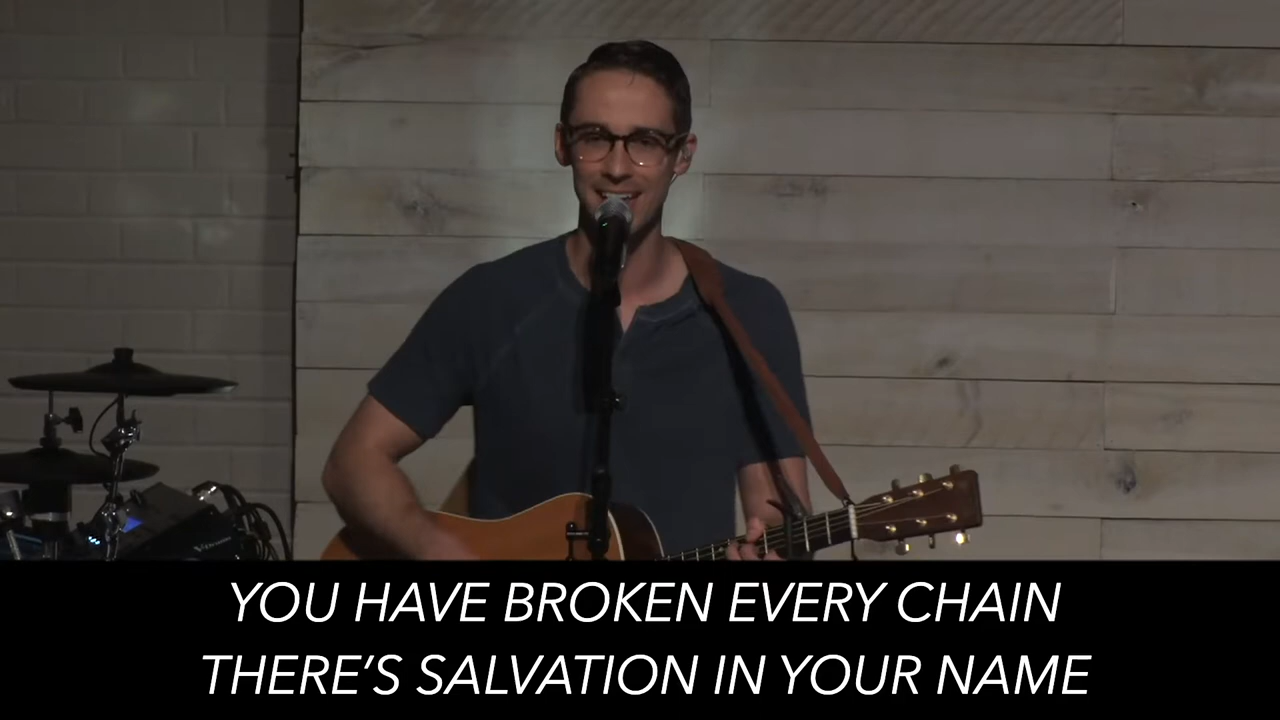 YOU HAVE BROKEN EVERY CHAIN
THERE’S SALVATION IN YOUR NAME